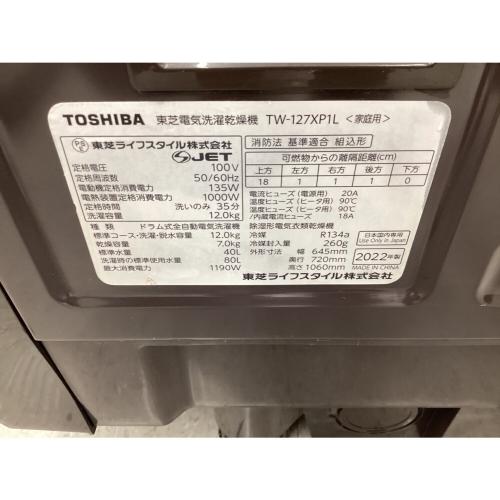 TOSHIBA 東芝電気洗濯乾燥機 TW-127XP1L <家庭用>
PSE 東芝ライフスタイル株式会社
JET
定格電圧 100V
定格周波数 50/60Hz
電動機定格消費電力 135W
電熱装置定格消費電力 1000W
定格時間 洗いのみ 35分
洗濯容量 12.0kg
種類 ドラム式全自動電気洗濯機
標準コース・洗濯・脱水容量 12.0kg
乾燥容量 7.0kg
標準水量 40L
洗濯時の標準使用水量 80L
最大消費電力 1190W
消防法 基準適合 組込形
可燃物からの離隔距離(cm)
上方 左方 右方 後方 下方
18 1 1 1 0
電流ヒューズ(電源用) 20A
温度ヒューズ(ヒータ用) 90℃
温度ヒューズ(ヒータ用) 90℃
/内蔵電流ヒューズ 18A
除湿形電気衣類乾燥機
冷媒 R134a
冷媒封入量 260g
外形寸法 幅 645mm
奥行 720mm
高さ 1060mm
日本国内専用
Use Only in Japan
2022年製
MADE IN CHINA
東芝ライフスタイル株式会社